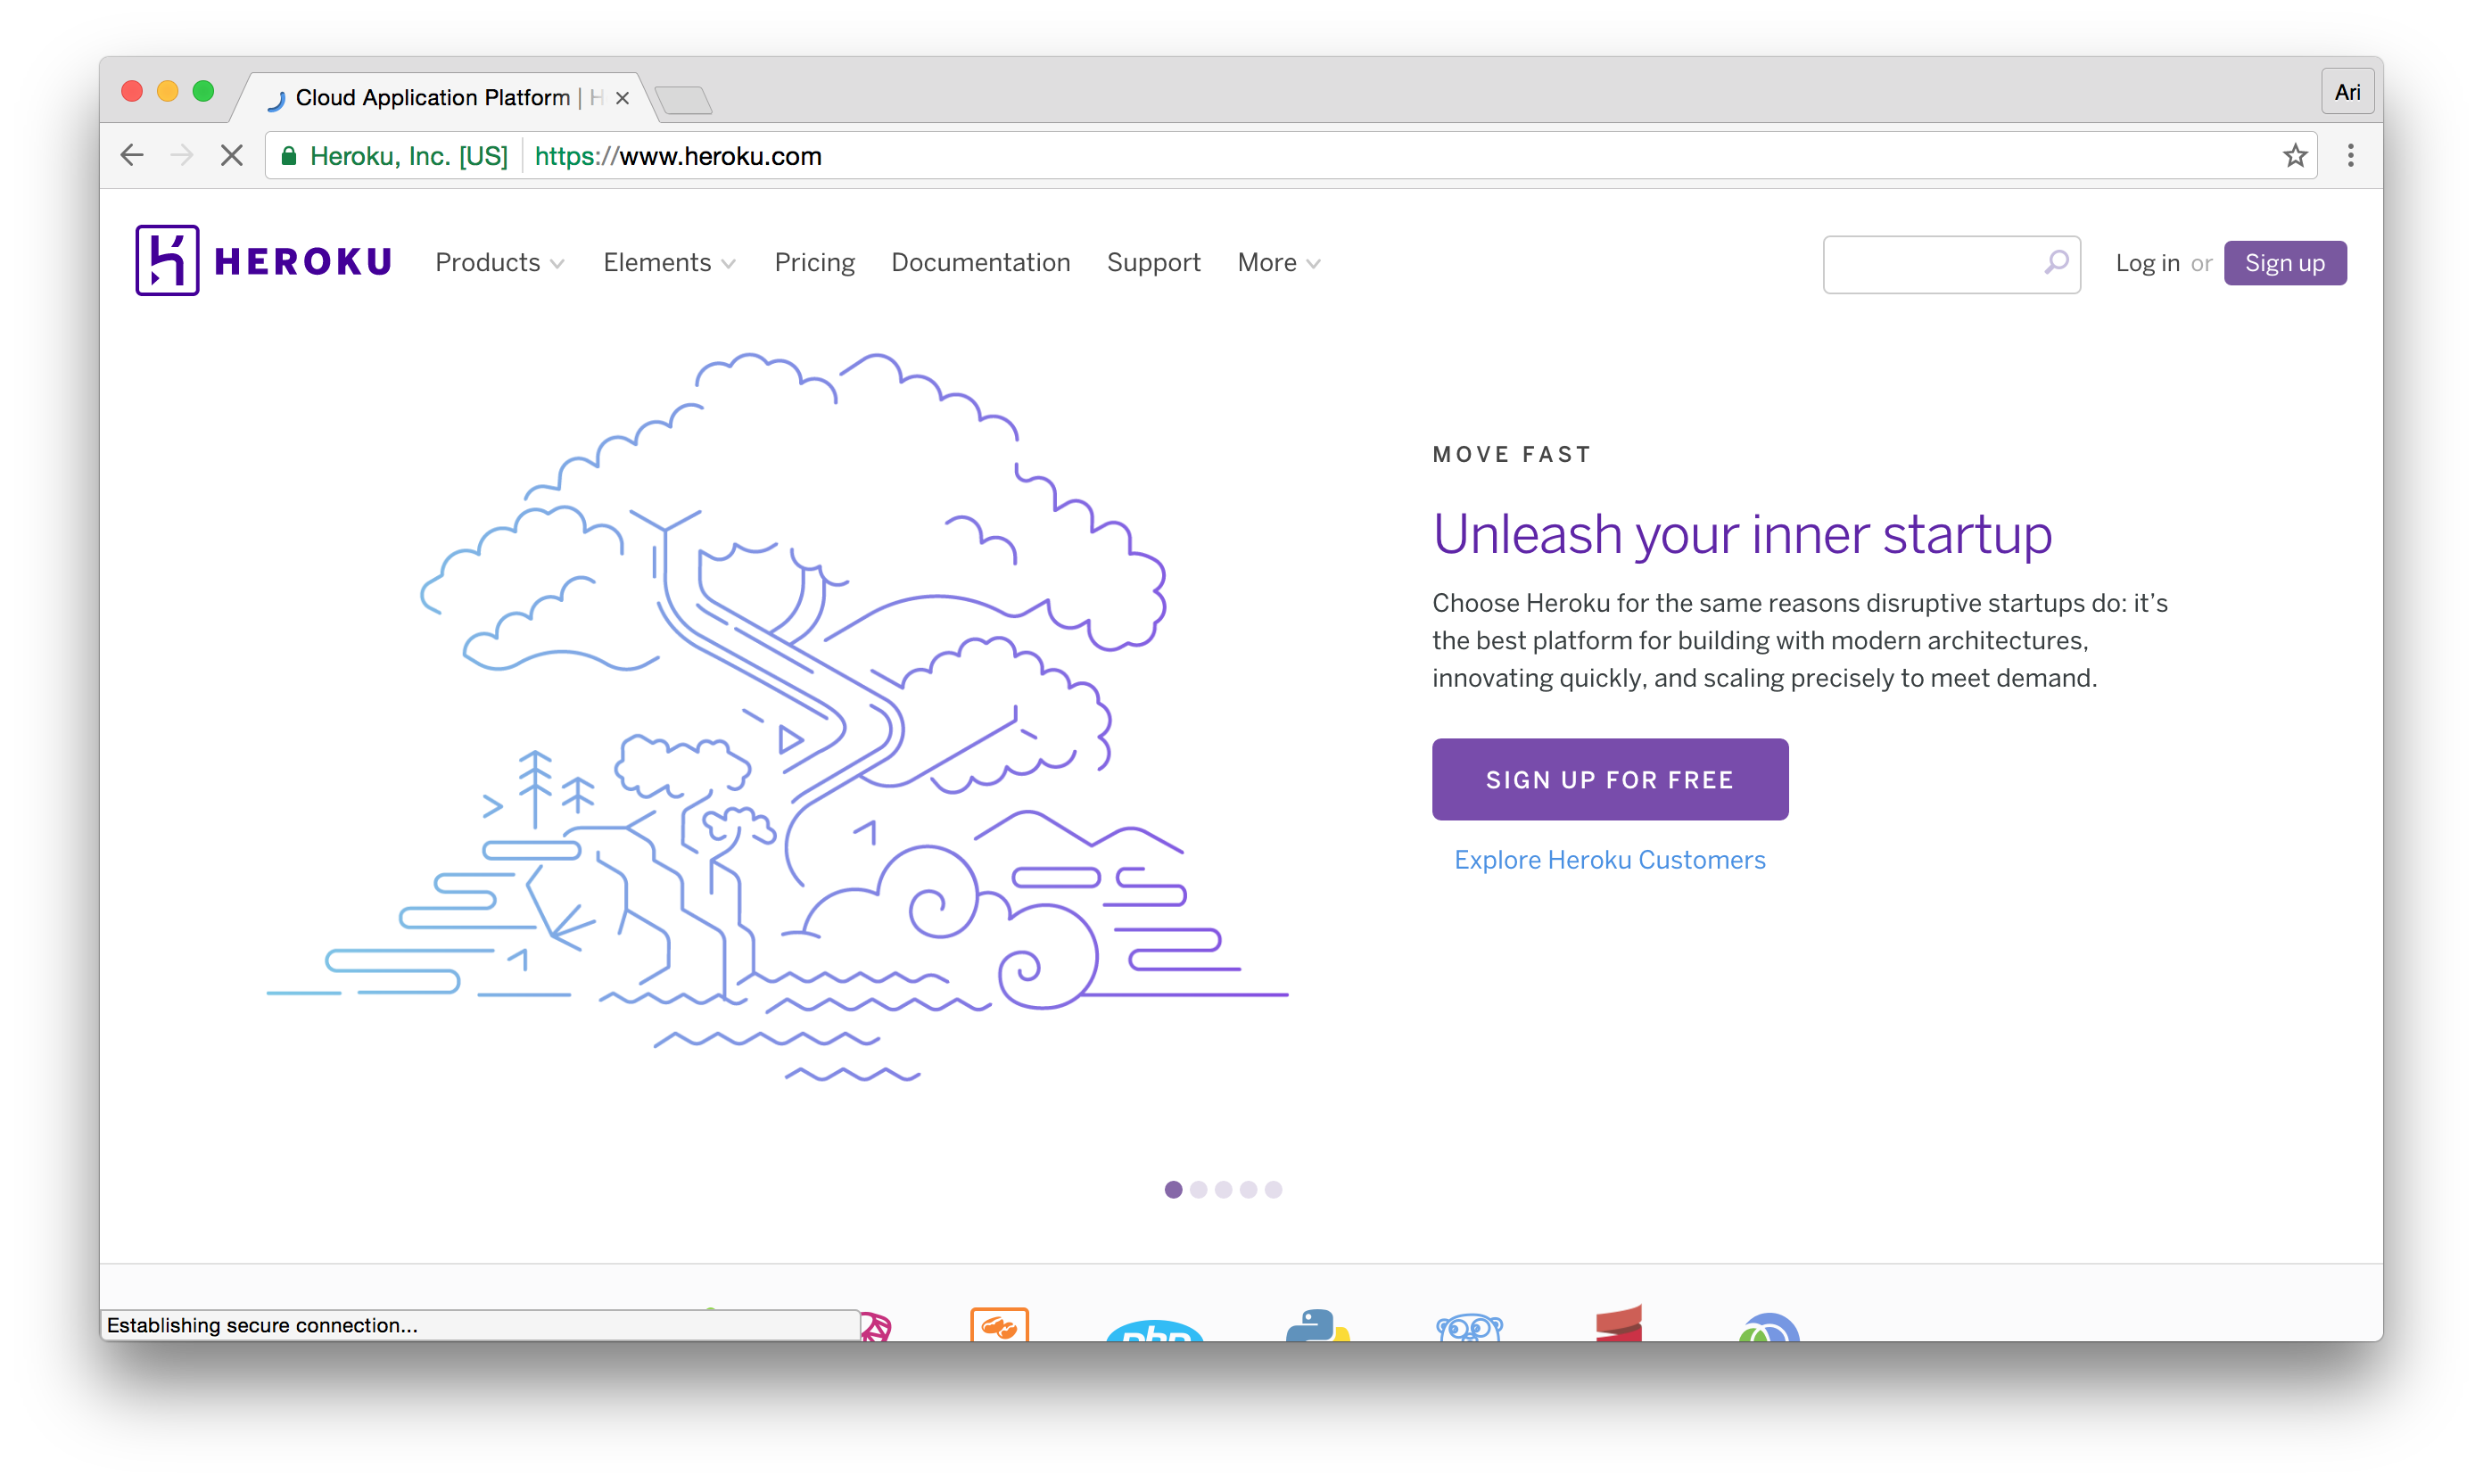 Cloud Application Platform | H
Ari
Heroku, Inc. [US] https://www.heroku.com
HEROKU Products Elements Pricing Documentation Support More Log in or Sign up
MOVE FAST
Unleash your inner startup
Choose Heroku for the same reasons disruptive startups do: it’s
the best platform for building with modern architectures,
innovating quickly, and scaling precisely to meet demand.
SIGN UP FOR FREE
Explore Heroku Customers
Establishing secure connection...
php